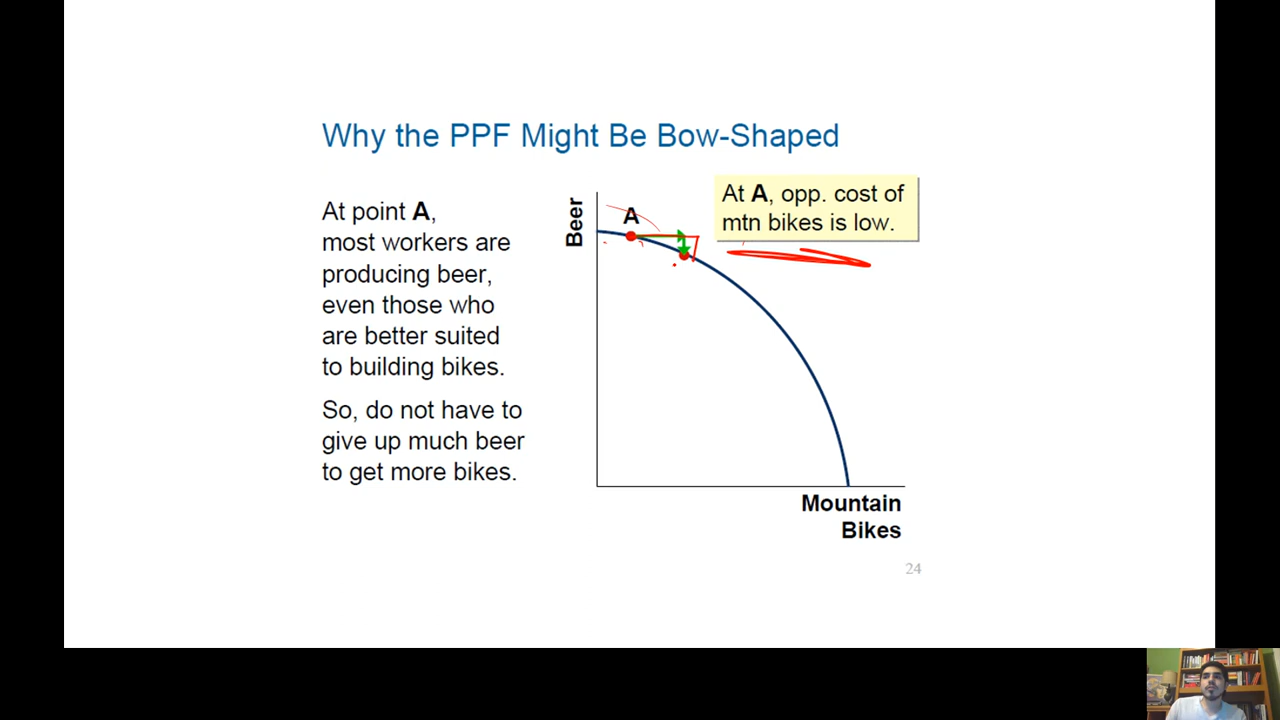 Why the PPF Might Be Bow-Shaped
At point A,
most workers are
producing beer,
even those who
are better suited
to building bikes.
So, do not have to
give up much beer
to get more bikes.
Beer
A
At A, opp. cost of
mtn bikes is low.
Mountain
Bikes
24